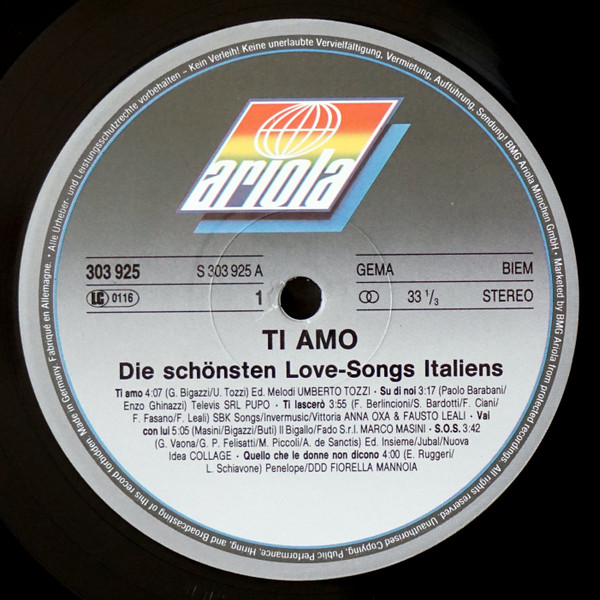 ariola
303 925 S 303 925 A GEMA BIEM
LC 0116 1 33 1/3 STEREO
TI AMO
Die schönsten Love-Songs Italiens
Ti amo 4:07 (G. Bigazzi/U. Tozzi) Ed. Melodi UMBERTO TOZZI · Su di noi 3:17 (Paolo Barabani/
Enzo Ghinazzi) Televis SRL PUPO · Ti lascerò 3:55 (F. Berlincioni/S. Bardotti/F. Ciani/
F. Fasano/F. Leali) SBK Songs/Invermusic/Vittoria ANNA OXA & FAUSTO LEALI · Vai
con lui 5:05 (Masini/Bigazzi/Buti) Il Bigallo/Fado S.r.l. MARCO MASINI · S.O.S. 3:42
(G. Vaona/G. P. Felisatti/M. Piccoli/A. de Sanctis) Ed. Insieme/Jubal/Nuova
Idea COLLAGE · Quello che le donne non dicono 4:00 (E. Ruggeri/
L. Schiavone) Penelope/DDD FIORELLA MANNOIA
· Alle Urheber- und Leistungsschutzrechte vorbehalten – Kein Verleih! Keine unerlaubte Vervielfältigung, Vermietung, Aufführung, Sendung! BMG Ariola München GmbH · Marketed by BMG Ariola from protected recordings. All rights reserved. Unauthorised Copying, Public Performance, Hiring, and Broadcasting of this record forbidden. Made in Germany. Fabriqué en Allemagne.